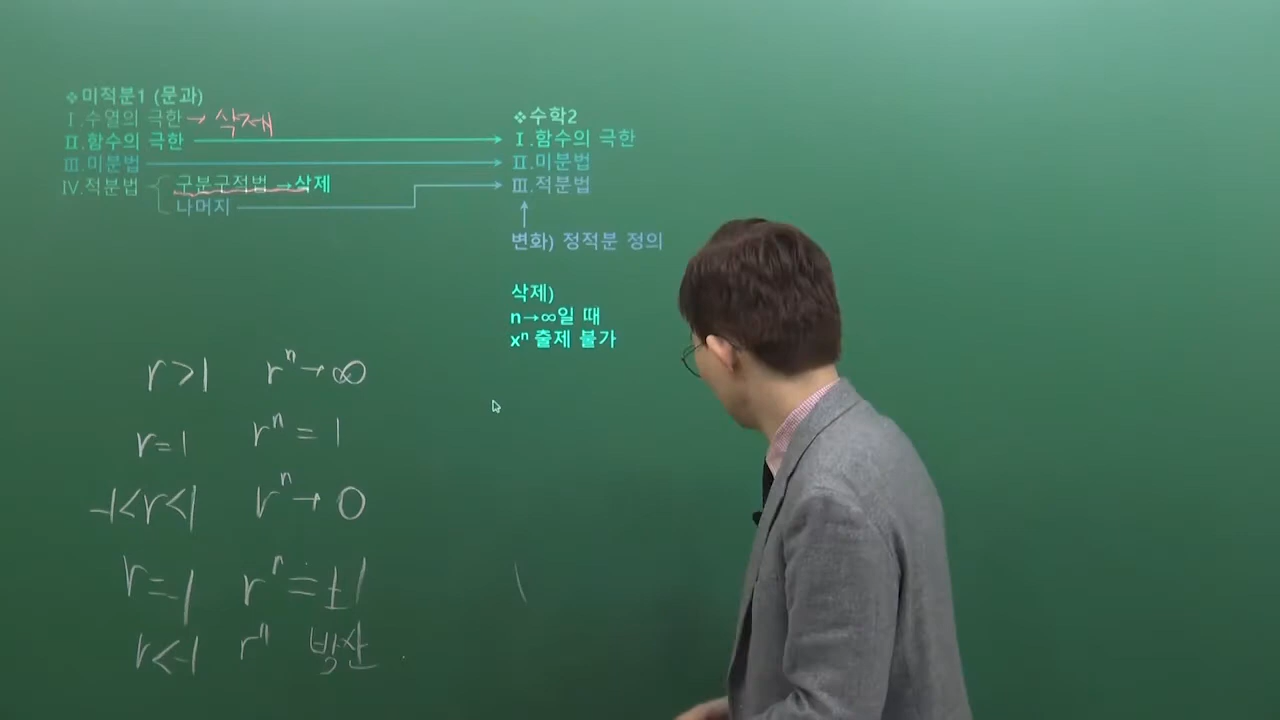 ❖미적분1 (문과)
Ⅰ.수열의 극한 → 삭제
Ⅱ.함수의 극한
Ⅲ.미분법
Ⅳ.적분법
구분구적법 →삭제
나머지
❖수학2
Ⅰ.함수의 극한
Ⅱ.미분법
Ⅲ.적분법
변화) 정적분 정의
삭제)
n→∞일 때
xⁿ 출제 불가
r>1 rⁿ→∞
r=1 rⁿ=1
-1<r<1 rⁿ→0
r=-1 rⁿ=±1
r<-1 rⁿ 발산